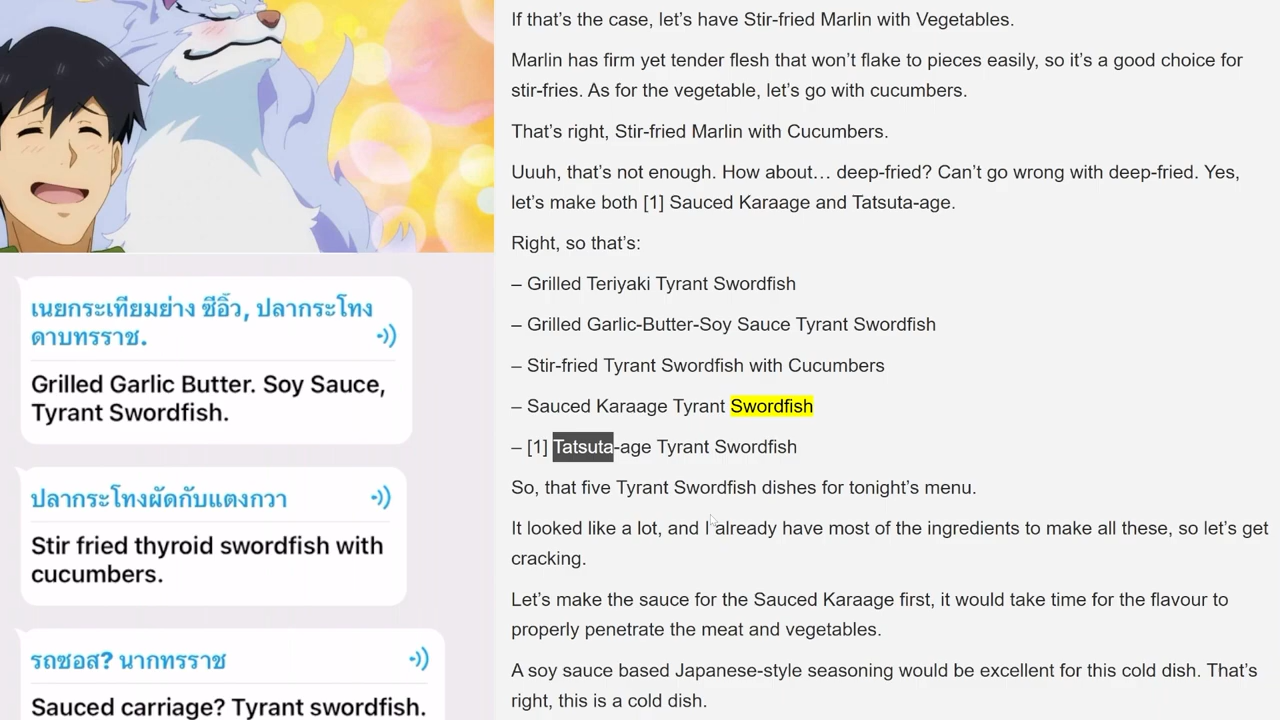 If that’s the case, let’s have Stir-fried Marlin with Vegetables.
Marlin has firm yet tender flesh that won’t flake to pieces easily, so it’s a good choice for
stir-fries. As for the vegetable, let’s go with cucumbers.
That’s right, Stir-fried Marlin with Cucumbers.
Uuuh, that’s not enough. How about… deep-fried? Can’t go wrong with deep-fried. Yes,
let’s make both [1] Sauced Karaage and Tatsuta-age.
Right, so that’s:
– Grilled Teriyaki Tyrant Swordfish
– Grilled Garlic-Butter-Soy Sauce Tyrant Swordfish
– Stir-fried Tyrant Swordfish with Cucumbers
– Sauced Karaage Tyrant Swordfish
– [1] Tatsuta-age Tyrant Swordfish
So, that five Tyrant Swordfish dishes for tonight’s menu.
It looked like a lot, and I already have most of the ingredients to make all these, so let’s get
cracking.
Let’s make the sauce for the Sauced Karaage first, it would take time for the flavour to
properly penetrate the meat and vegetables.
A soy sauce based Japanese-style seasoning would be excellent for this cold dish. That’s
right, this is a cold dish.
เนยกระเทียมย่าง ซีอิ๊ว, ปลากระโทง
ดาบทรราช.
Grilled Garlic Butter. Soy Sauce,
Tyrant Swordfish.
ปลากระโทงผัดกับแตงกวา
Stir fried thyroid swordfish with
cucumbers.
รถซอส? นากทรราช
Sauced carriage? Tyrant swordfish.